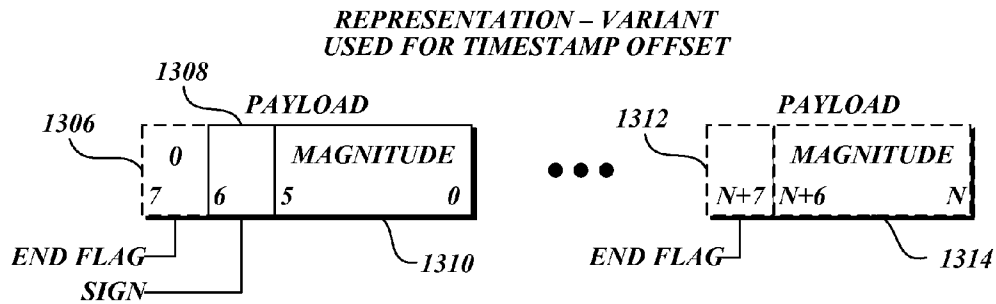 REPRESENTATION – VARIANT
USED FOR TIMESTAMP OFFSET
1308
PAYLOAD
PAYLOAD
1306
1312
0
MAGNITUDE
MAGNITUDE
7 6 5 0
N+7 N+6 N
END FLAG
1310
END FLAG
1314
SIGN